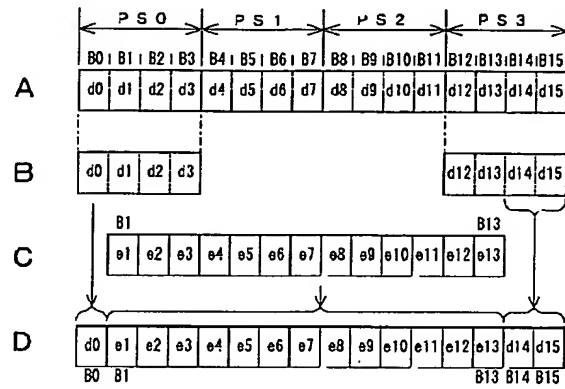 PS0 PS1 PS2 PS3
B0 B1 B2 B3 B4 B5 B6 B7 B8 B9 B10 B11 B12 B13 B14 B15
A d0 d1 d2 d3 d4 d5 d6 d7 d8 d9 d10 d11 d12 d13 d14 d15
B d0 d1 d2 d3 d12 d13 d14 d15
B1 B13
C e1 e2 e3 e4 e5 e6 e7 e8 e9 e10 e11 e12 e13
D d0 e1 e2 e3 e4 e5 e6 e7 e8 e9 e10 e11 e12 e13 d14 d15
B0 B1 B13 B14 B15